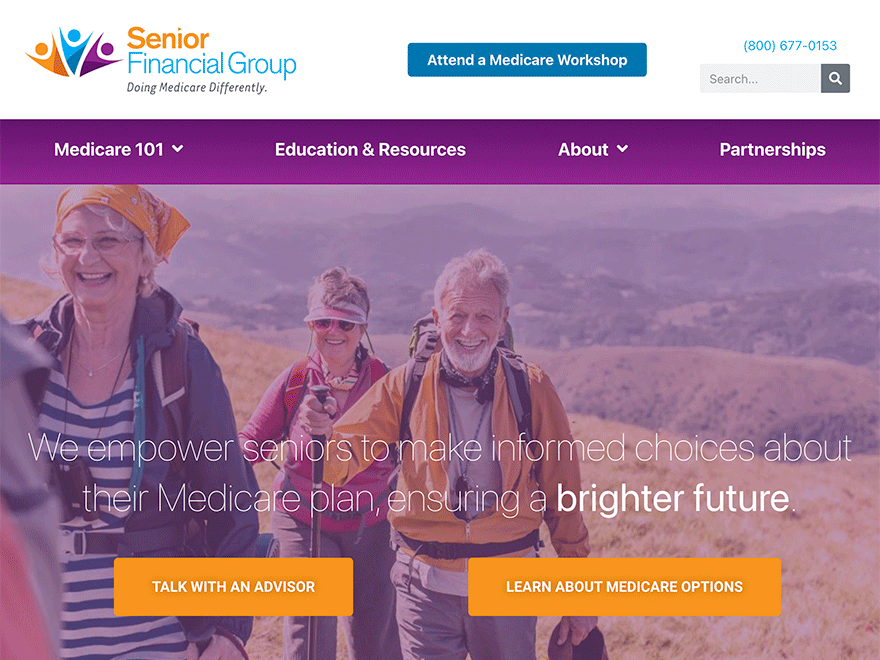 Senior
Financial Group
Doing Medicare Differently.
Attend a Medicare Workshop
(800) 677-0153
Search...
Medicare 101
Education & Resources
About
Partnerships
We empower seniors to make informed choices about
their Medicare plan, ensuring a brighter future.
TALK WITH AN ADVISOR
LEARN ABOUT MEDICARE OPTIONS